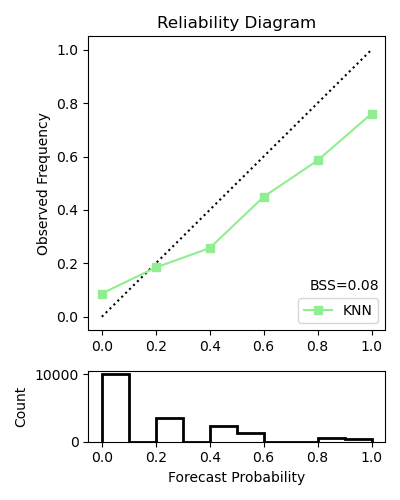 Reliability Diagram
Observed Frequency
1.0
0.8
0.6
0.4
0.2
0.0
BSS=0.08
KNN
0.0 0.2 0.4 0.6 0.8 1.0
Count
10000
0
0.0 0.2 0.4 0.6 0.8 1.0
Forecast Probability